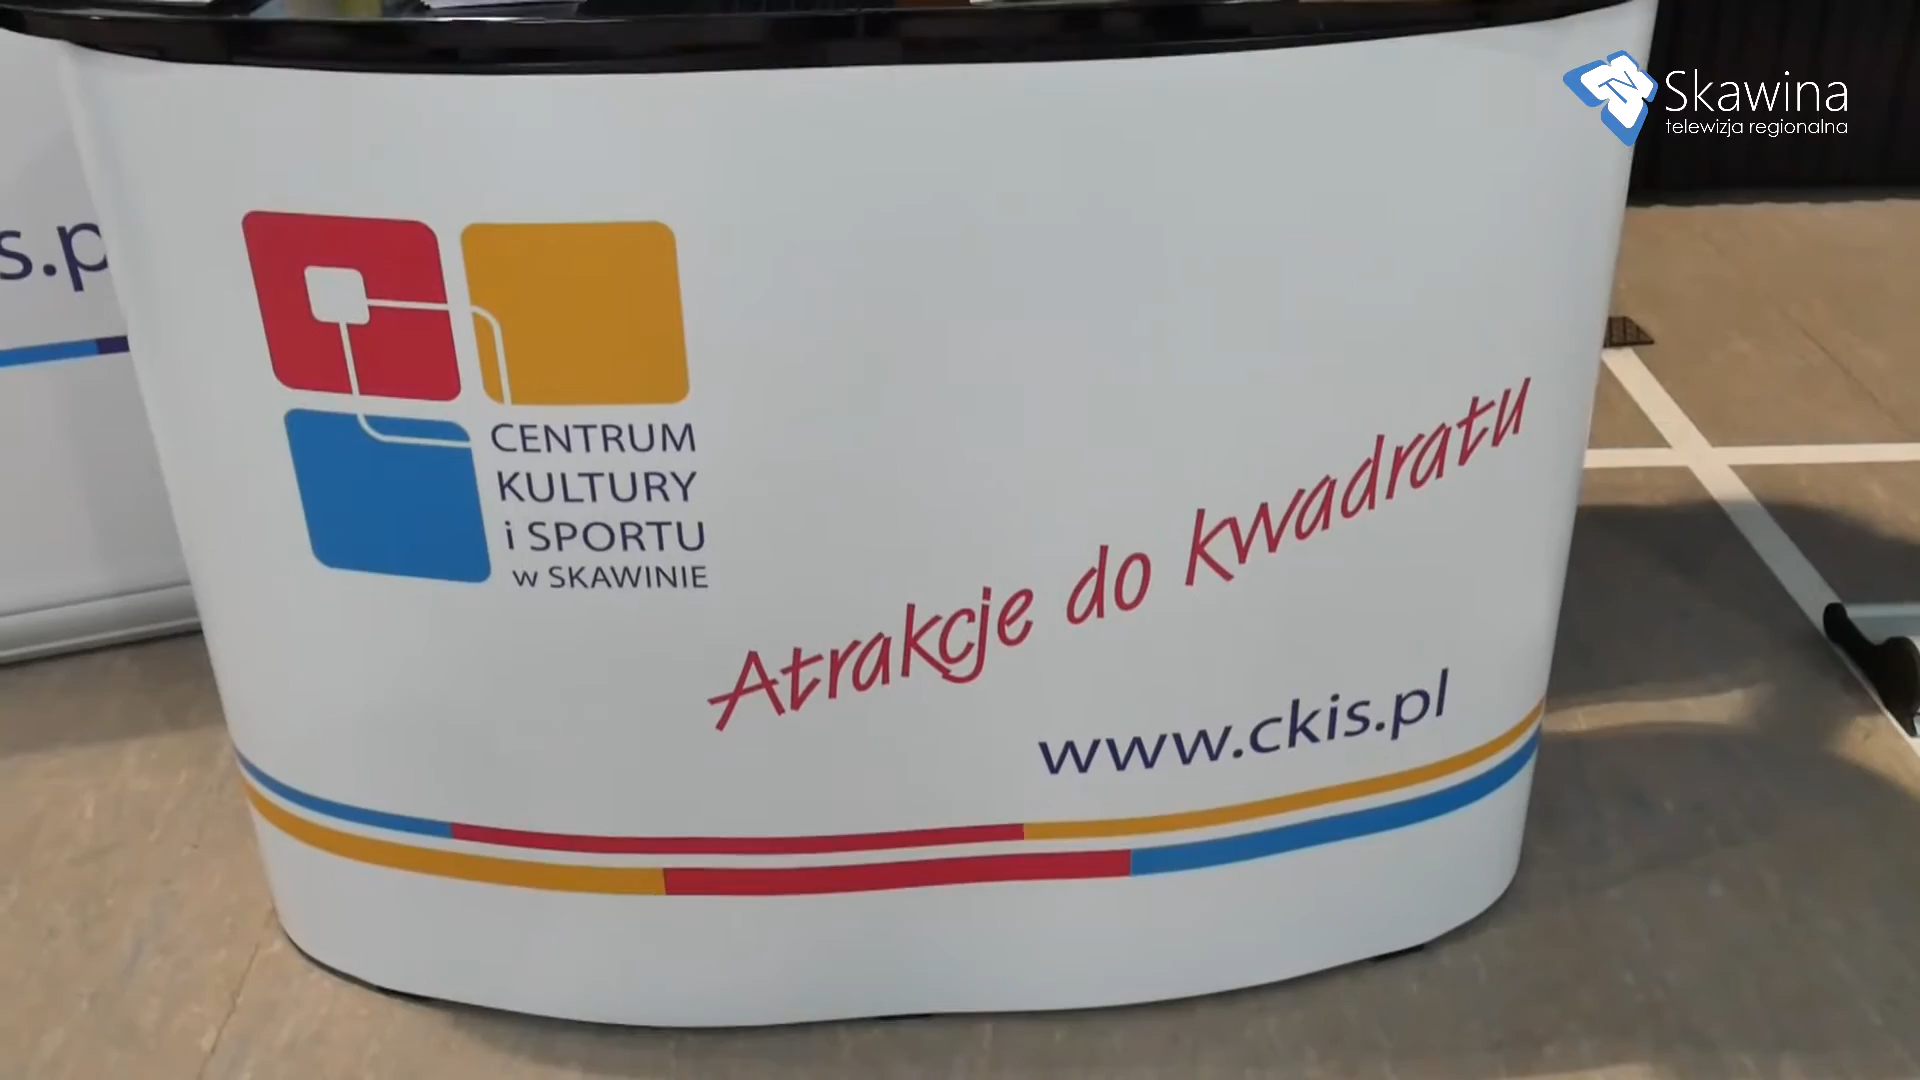 Skawina
telewizja regionalna
s.p
CENTRUM
KULTURY
i SPORTU
w SKAWINIE
Atrakcje do kwadratu
www.ckis.pl